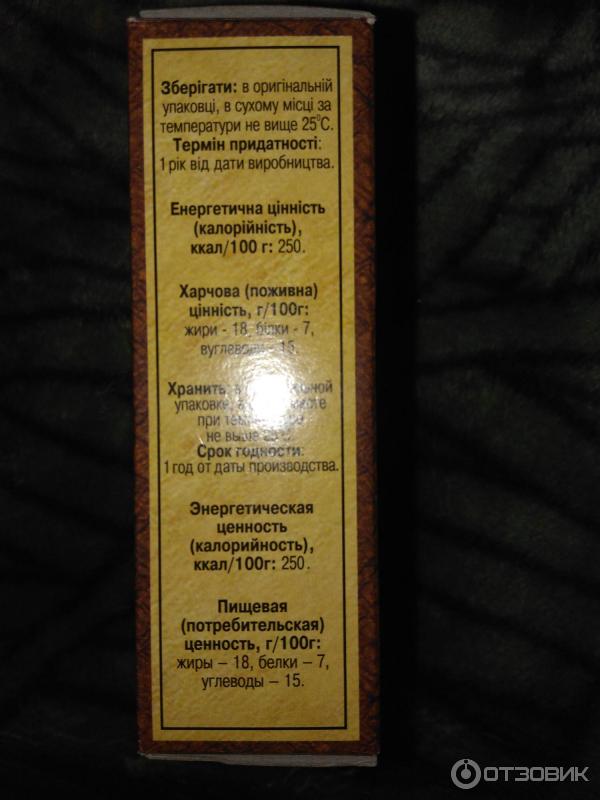 Зберігати: в оригінальній
упаковці, в сухому місці за
температури не вище 25°С.
Термін придатності:
1 рік від дати виробництва.
Енергетична цінність
(калорійність),
ккал/100 г: 250.
Харчова (поживна)
цінність, г/100г:
жири - 18, білки - 7,
вуглеводи - 15.
Хранить: в
упаковке, в
при
не выше 25°С.
Срок годности:
1 год от даты производства.
Энергетическая
ценность
(калорийность),
ккал/100г: 250.
Пищевая
(потребительская)
ценность, г/100г:
жиры – 18, белки – 7,
углеводы – 15.
ОТЗОВИК